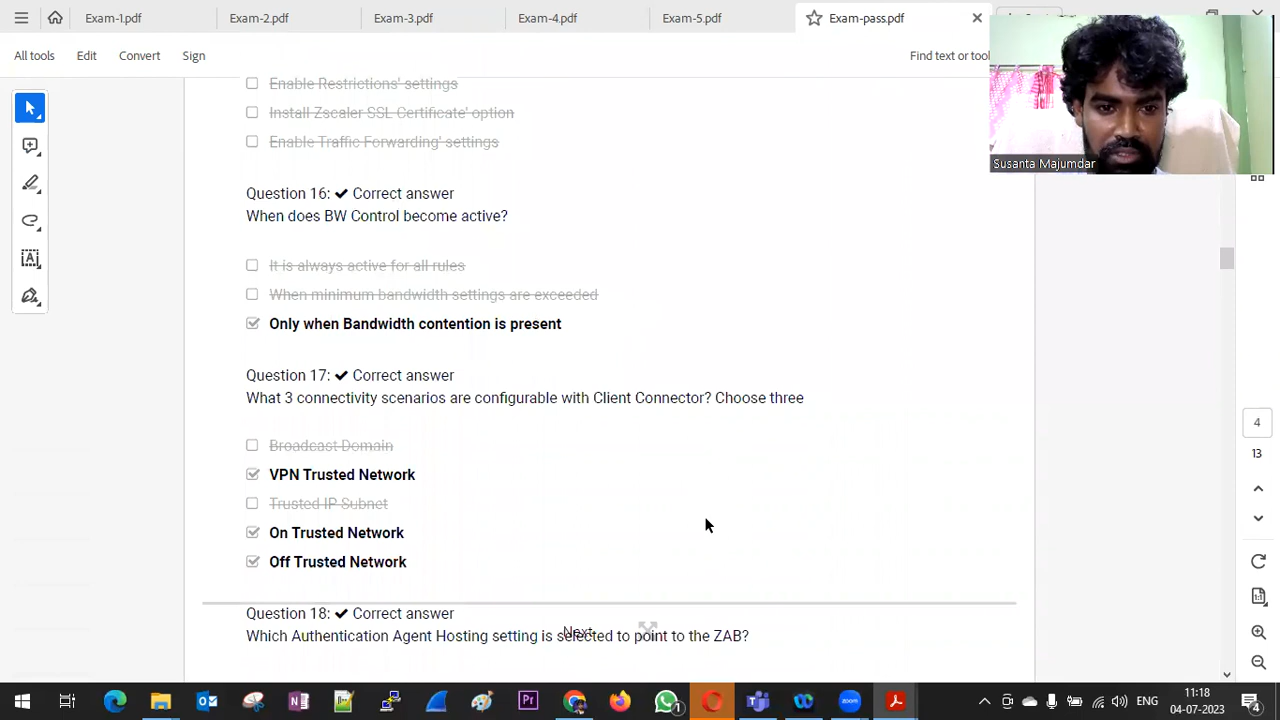 Exam-1.pdf
Exam-2.pdf
Exam-3.pdf
Exam-4.pdf
Exam-5.pdf
Exam-pass.pdf
All tools
Edit
Convert
Sign
Find text or tool
Susanta Majumdar
Enable Restrictions' settings
Install Zscaler SSL Certificate' option
Enable Traffic Forwarding' settings
Question 16: ✔ Correct answer
When does BW Control become active?
It is always active for all rules
When minimum bandwidth settings are exceeded
Only when Bandwidth contention is present
Question 17: ✔ Correct answer
What 3 connectivity scenarios are configurable with Client Connector? Choose three
Broadcast Domain
VPN Trusted Network
Trusted IP Subnet
On Trusted Network
Off Trusted Network
Question 18: ✔ Correct answer
Next
Which Authentication Agent Hosting setting is selected to point to the ZAB?
4
13
1:1
Pr
1
ENG
11:18
04-07-2023
4